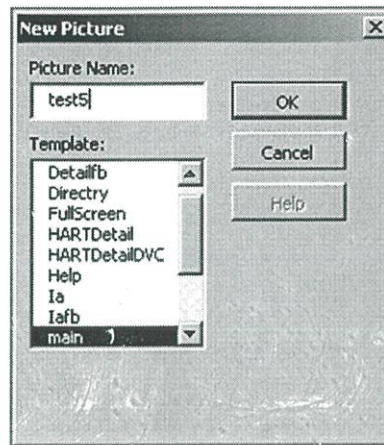 New Picture
Picture Name:
test5
OK
Template:
Cancel
Detailfb
Directry
FullScreen
HARTDetail
HARTDetailDVC
Help
Help
Ia
Iafb
main